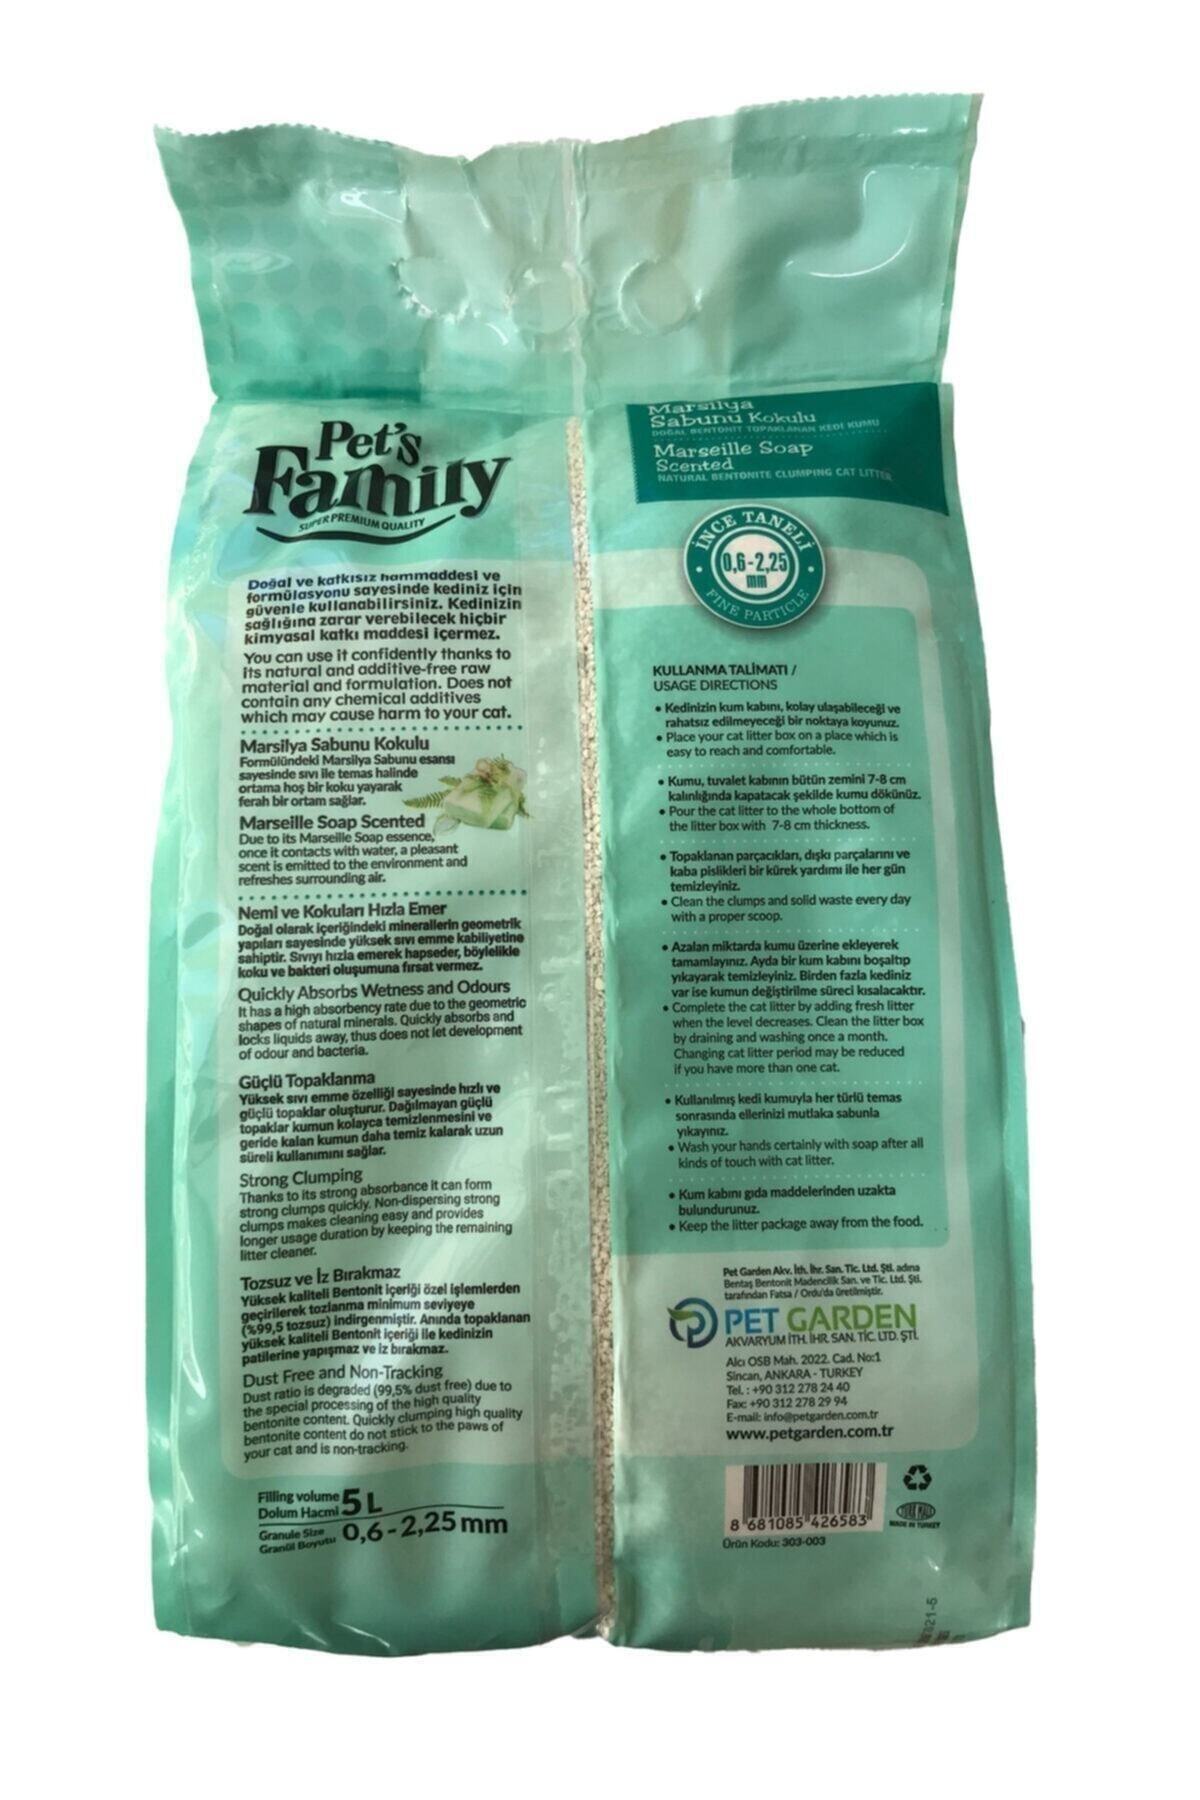 Pet's
Family
SUPER PREMIUM QUALITY
Doğal ve katkısız hammaddesi ve
formülasyonu sayesinde kediniz için
güvenle kullanabilirsiniz. Kedinizin
sağlığına zarar verebilecek hiçbir
kimyasal katkı maddesi içermez.
You can use it confidently thanks to
its natural and additive-free raw
material and formulation. Does not
contain any chemical additives
which may cause harm to your cat.
Marsilya Sabunu Kokulu
Formülündeki Marsilya Sabunu esansı
sayesinde sıvı ile temas halinde
ortama hoş bir koku yayarak
ferah bir ortam sağlar.
Marseille Soap Scented
Due to its Marseille Soap essence,
once it contacts with water, a pleasant
scent is emitted to the environment and
refreshes surrounding air.
Nemi ve Kokuları Hızla Emer
Doğal olarak içeriğindeki minerallerin geometrik
yapıları sayesinde yüksek sıvı emme kabiliyetine
sahiptir. Sıvıyı hızla emerek hapseder, böylelikle
koku ve bakteri oluşumuna fırsat vermez.
Quickly Absorbs Wetness and Odours
It has a high absorbency rate due to the geometric
shapes of natural minerals. Quickly absorbs and
locks liquids away, thus does not let development
of odour and bacteria.
Güçlü Topaklanma
Yüksek sıvı emme özelliği sayesinde hızlı ve
güçlü topaklar oluşturur. Dağılmayan güçlü
topaklar kumun kolayca temizlenmesini ve
geride kalan kumun daha temiz kalarak uzun
süreli kullanımını sağlar.
Strong Clumping
Thanks to its strong absorbance it can form
strong clumps quickly. Non-dispersing strong
clumps makes cleaning easy and provides
longer usage duration by keeping the remaining
litter cleaner.
Tozsuz ve İz Bırakmaz
Yüksek kaliteli Bentonit içeriği özel işlemlerden
geçirilerek tozlanma minimum seviyeye
(%99,5 tozsuz) indirgenmiştir. Anında topaklanan
yüksek kaliteli Bentonit içeriği ile kedinizin
patilerine yapışmaz ve iz bırakmaz.
Dust Free and Non-Tracking
Dust ratio is degraded (99,5% dust free) due to
the special processing of the high quality
bentonite content. Quickly clumping high quality
bentonite content do not stick to the paws of
your cat and is non-tracking.
Filling volume 5 L
Dolum Hacmi
Granule Size 0,6 - 2,25 mm
Granül Boyutu
Marsilya
Sabunu Kokulu
DOĞAL BENTONİT TOPAKLANAN KEDİ KUMU
Marseille Soap
Scented
NATURAL BENTONITE CLUMPING CAT LITTER
İNCE TANELİ
0,6-2,25
mm
FINE PARTICLE
KULLANMA TALİMATI /
USAGE DIRECTIONS
• Kedinizin kum kabını, kolay ulaşabileceği ve
rahatsız edilmeyeceği bir noktaya koyunuz.
• Place your cat litter box on a place which is
easy to reach and comfortable.
• Kumu, tuvalet kabının bütün zemini 7-8 cm
kalınlığında kapatacak şekilde kumu dökünüz.
• Pour the cat litter to the whole bottom of
the litter box with 7-8 cm thickness.
• Topaklanan parçacıkları, dışkı parçalarını ve
kaba pislikleri bir kürek yardımı ile her gün
temizleyiniz.
• Clean the clumps and solid waste every day
with a proper scoop.
• Azalan miktarda kumu üzerine ekleyerek
tamamlayınız. Ayda bir kum kabını boşaltıp
yıkayarak temizleyiniz. Birden fazla kediniz
var ise kumun değiştirilme süreci kısalacaktır.
• Complete the cat litter by adding fresh litter
when the level decreases. Clean the litter box
by draining and washing once a month.
Changing cat litter period may be reduced
if you have more than one cat.
• Kullanılmış kedi kumuyla her türlü temas
sonrasında ellerinizi mutlaka sabunla
yıkayınız.
• Wash your hands certainly with soap after all
kinds of touch with cat litter.
• Kum kabını gıda maddelerinden uzakta
bulundurunuz.
• Keep the litter package away from the food.
Pet Garden Akv. İth. İhr. San. Tic. Ltd. Şti. adına
Bentaş Bentonit Madencilik San. ve Tic. Ltd. Şti.
tarafından Fatsa / Ordu'da üretilmiştir.
PET GARDEN
AKVARYUM İTH. İHR. SAN. TİC. LTD. ŞTİ.
Alcı OSB Mah. 2022. Cad. No:1
Sincan, ANKARA - TURKEY
Tel. : +90 312 278 24 40
Fax: +90 312 278 29 94
E-mail: info@petgarden.com.tr
www.petgarden.com.tr
8 681085 426583
Ürün Kodu: 303-003
TÜRK MALI
MADE IN TURKEY